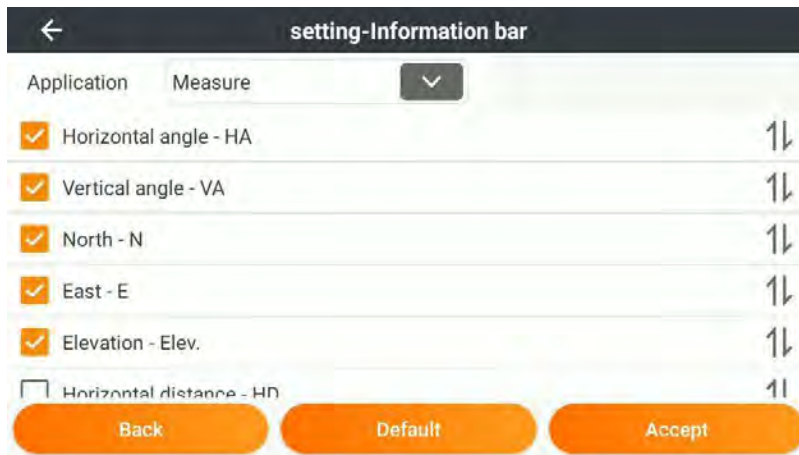 setting-Information bar
Application Measure
Horizontal angle - HA
Vertical angle - VA
North - N
East - E
Elevation - Elev.
Horizontal distance - HD
Back Default Accept